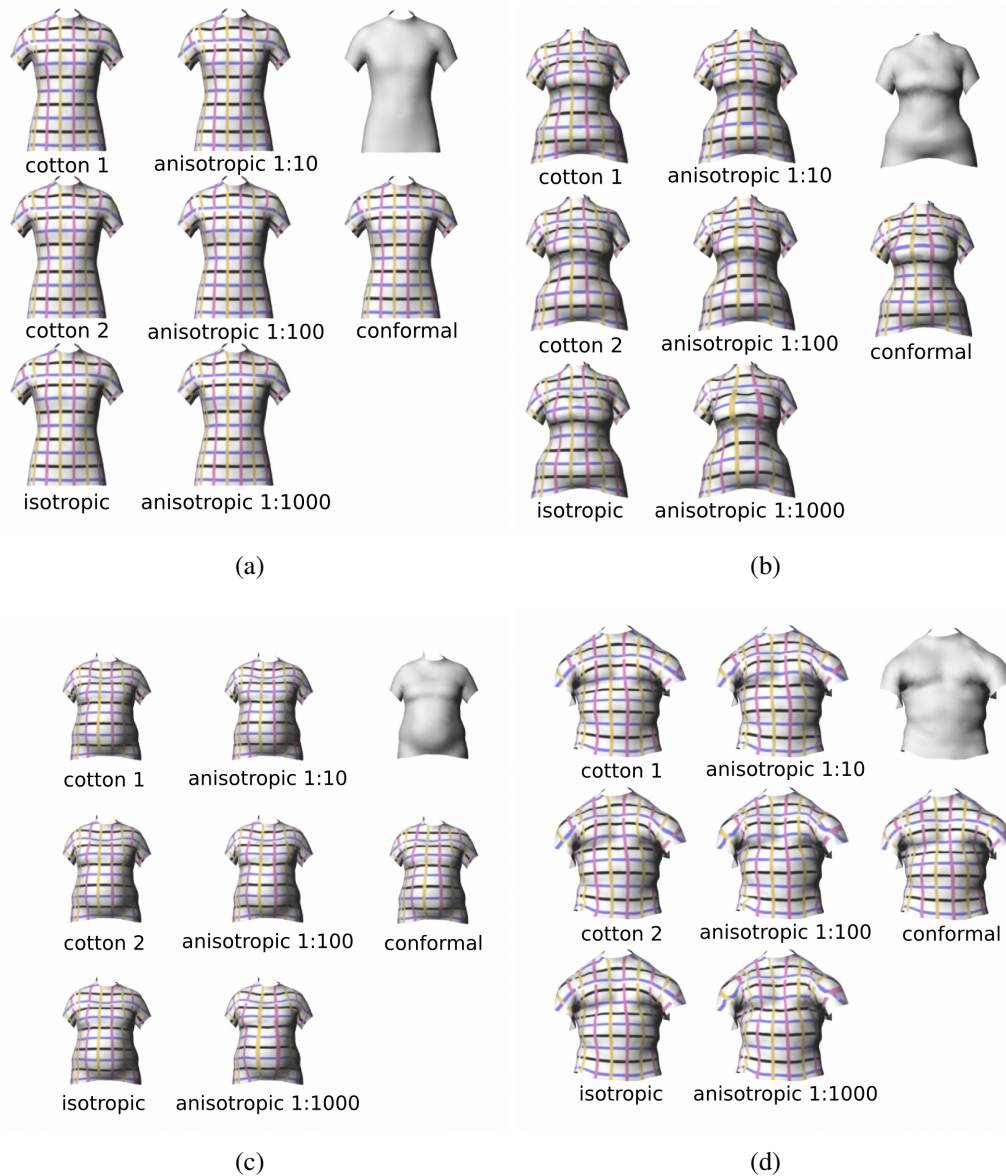 cotton 1
anisotropic 1:10
cotton 2
anisotropic 1:100
conformal
isotropic
anisotropic 1:1000
(a)
cotton 1
anisotropic 1:10
cotton 2
anisotropic 1:100
conformal
isotropic
anisotropic 1:1000
(b)
cotton 1
anisotropic 1:10
cotton 2
anisotropic 1:100
conformal
isotropic
anisotropic 1:1000
(c)
cotton 1
anisotropic 1:10
cotton 2
anisotropic 1:100
conformal
isotropic
anisotropic 1:1000
(d)